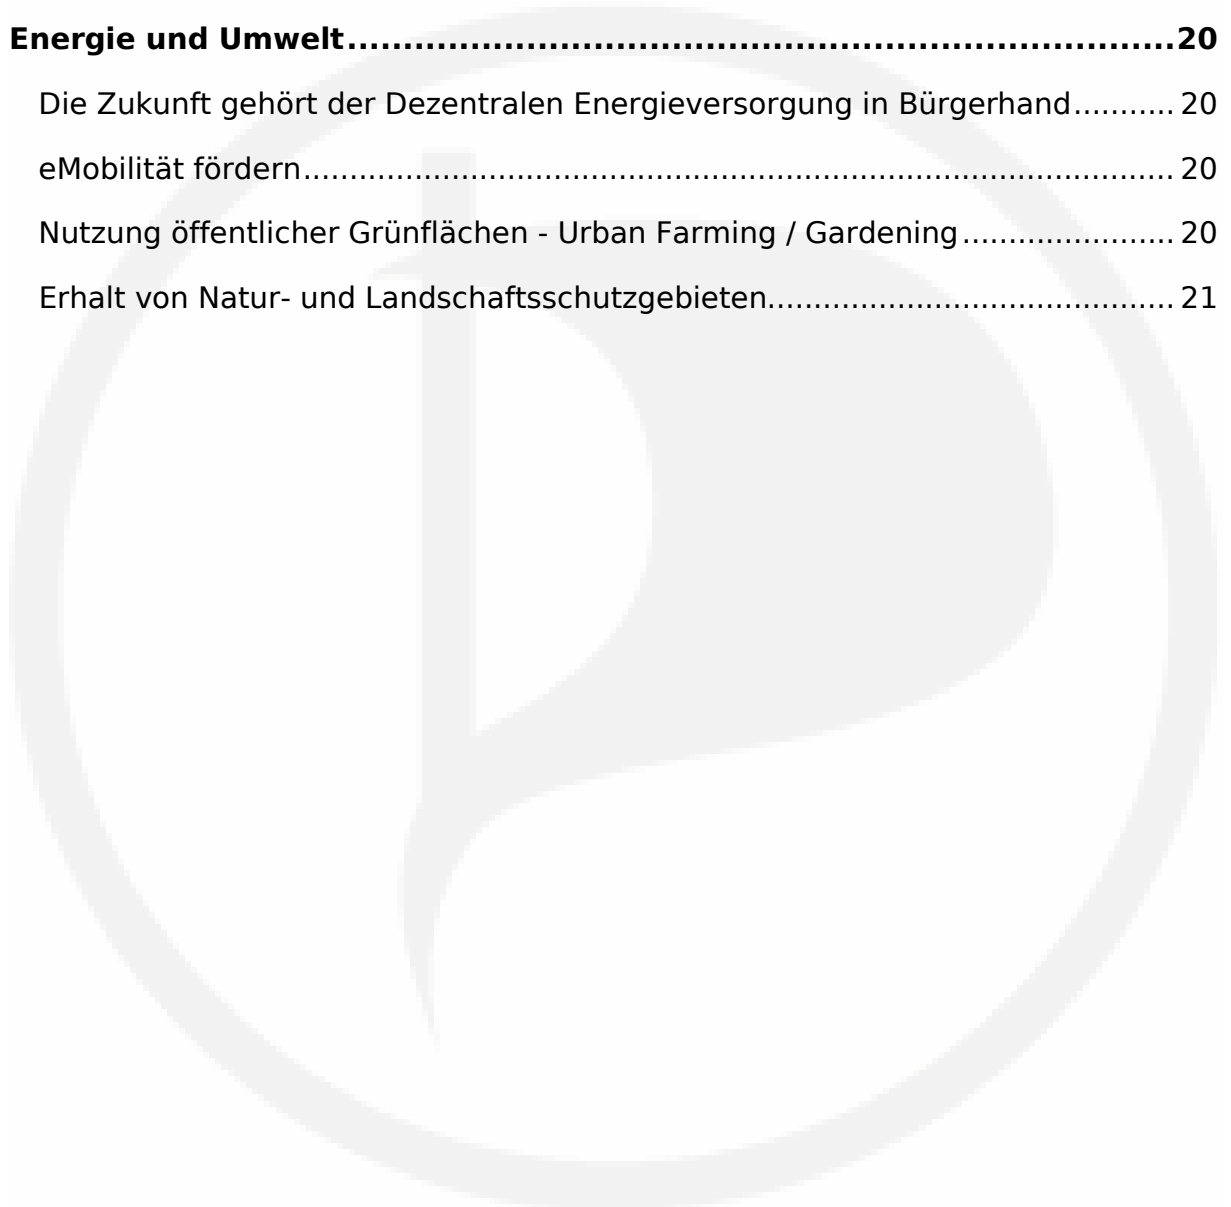 Energie und Umwelt...........................................................................20
Die Zukunft gehört der Dezentralen Energieversorgung in Bürgerhand........... 20
eMobilität fördern.............................................................................................. 20
Nutzung öffentlicher Grünflächen - Urban Farming / Gardening....................... 20
Erhalt von Natur- und Landschaftsschutzgebieten............................................ 21